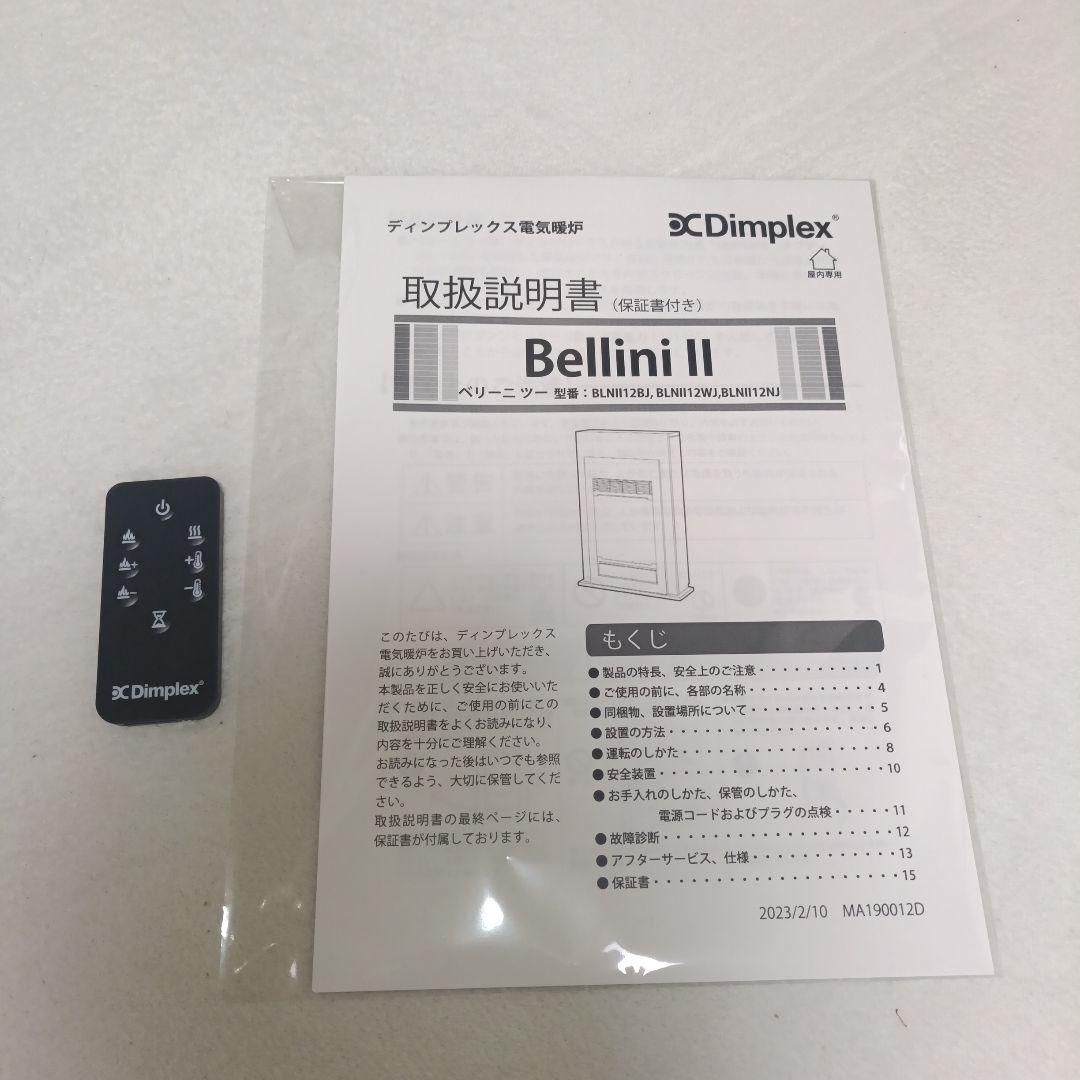 ディンプレックス電気暖炉
Dimplex®
屋内専用
取扱説明書（保証書付き）
Bellini II
ベリーニ ツー 型番：BLNII12BJ, BLNII12WJ,BLNII12NJ
このたびは、ディンプレックス
電気暖炉をお買い上げいただき、
誠にありがとうございます。
本製品を正しく安全にお使いいた
だくために、ご使用の前にこの
取扱説明書をよくお読みになり、
内容を十分にご理解ください。
お読みになった後はいつでも参照
できるよう、大切に保管してくだ
さい。
取扱説明書の最終ページには、
保証書が付属しております。
もくじ
●製品の特長、安全上のご注意・・・・・・・・・・1
●ご使用の前に、各部の名称・・・・・・・・・・・4
●同梱物、設置場所について・・・・・・・・・・・5
●設置の方法・・・・・・・・・・・・・・・・・・6
●運転のしかた・・・・・・・・・・・・・・・・・8
●安全装置・・・・・・・・・・・・・・・・・・・10
●お手入れのしかた、保管のしかた、
電源コードおよびプラグの点検・・・・・11
●故障診断・・・・・・・・・・・・・・・・・・・12
●アフターサービス、仕様・・・・・・・・・・・・13
●保証書・・・・・・・・・・・・・・・・・・・・15
2023/2/10 MA190012D
Dimplex®